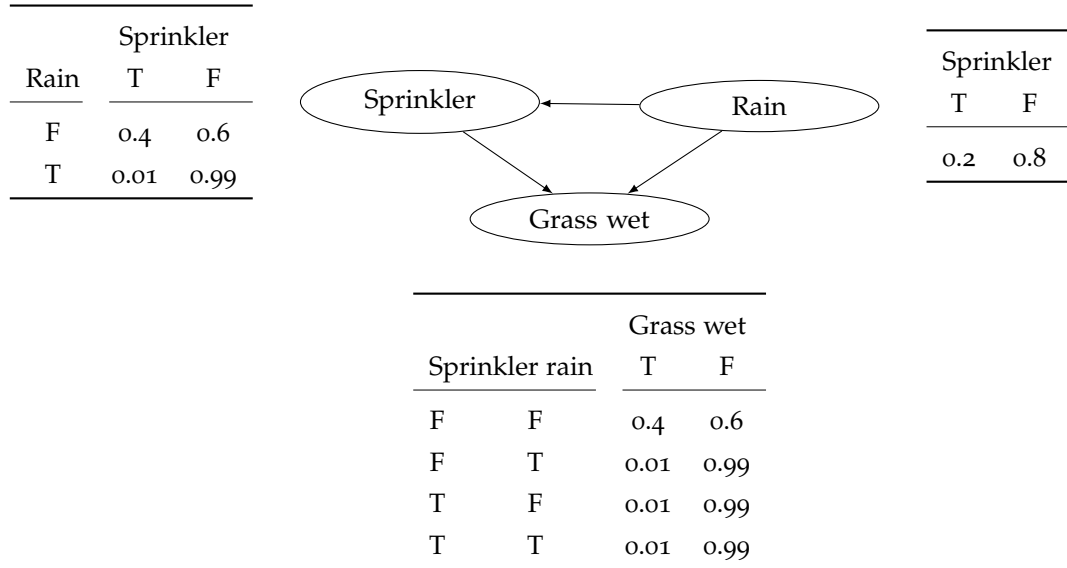 Sprinkler
Rain T F
F 0.4 0.6
T 0.01 0.99
Sprinkler
Rain
Grass wet
Sprinkler
T F
0.2 0.8
Grass wet
Sprinkler rain T F
F F 0.4 0.6
F T 0.01 0.99
T F 0.01 0.99
T T 0.01 0.99